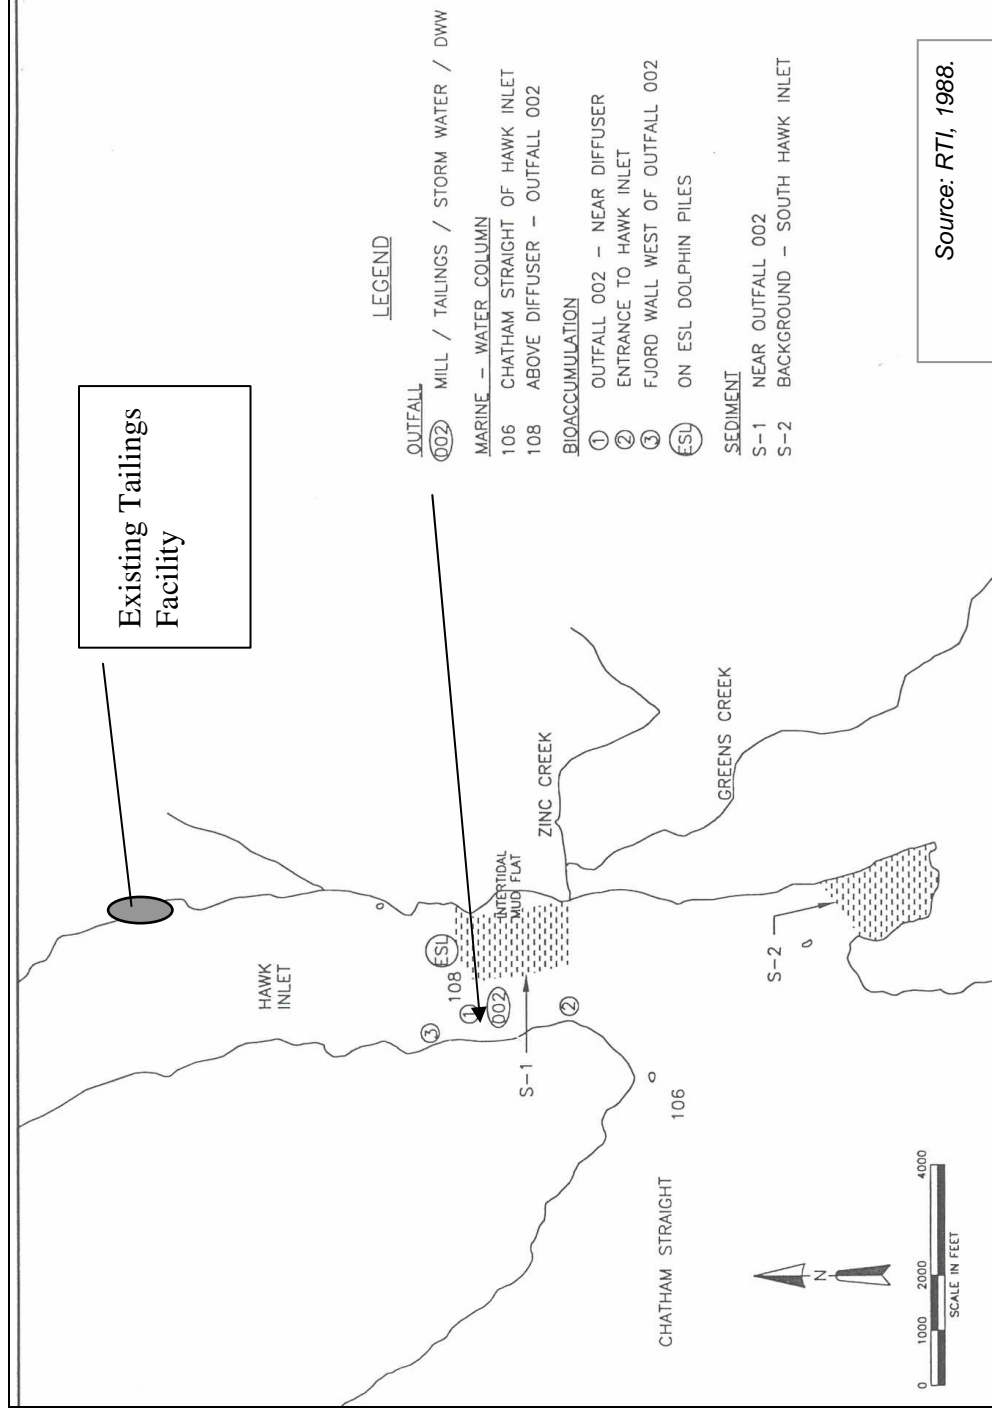 Existing Tailings
Facility
LEGEND
OUTFALL
002 MILL / TAILINGS / STORM WATER / DWW
MARINE - WATER COLUMN
106 CHATHAM STRAIGHT OF HAWK INLET
108 ABOVE DIFFUSER - OUTFALL 002
BIOACCUMULATION
1 OUTFALL 002 - NEAR DIFFUSER
2 ENTRANCE TO HAWK INLET
3 FJORD WALL WEST OF OUTFALL 002
ESL ON ESL DOLPHIN PILES
SEDIMENT
S-1 NEAR OUTFALL 002
S-2 BACKGROUND - SOUTH HAWK INLET
Source: RTI, 1988.
HAWK
INLET
ESL
108
3
1
002
INTERTIDAL
MUD FLAT
S-1
2
ZINC CREEK
GREENS CREEK
S-2
106
CHATHAM STRAIGHT
N
0 1000 2000 4000
SCALE IN FEET